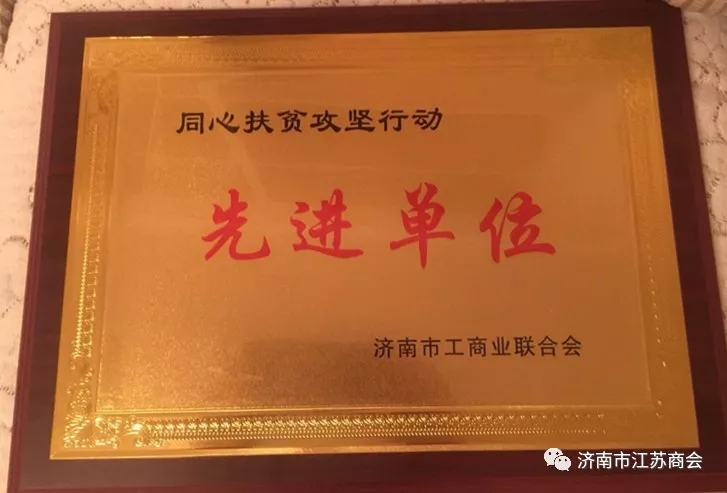 同心扶贫攻坚行动
先进单位
济南市工商业联合会
济南市江苏商会